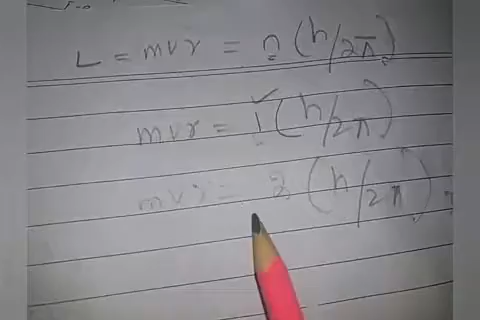 L = mvr = n (h/2π)
mvr = 1 (h/2π)
mvr = 2 (h/2π)